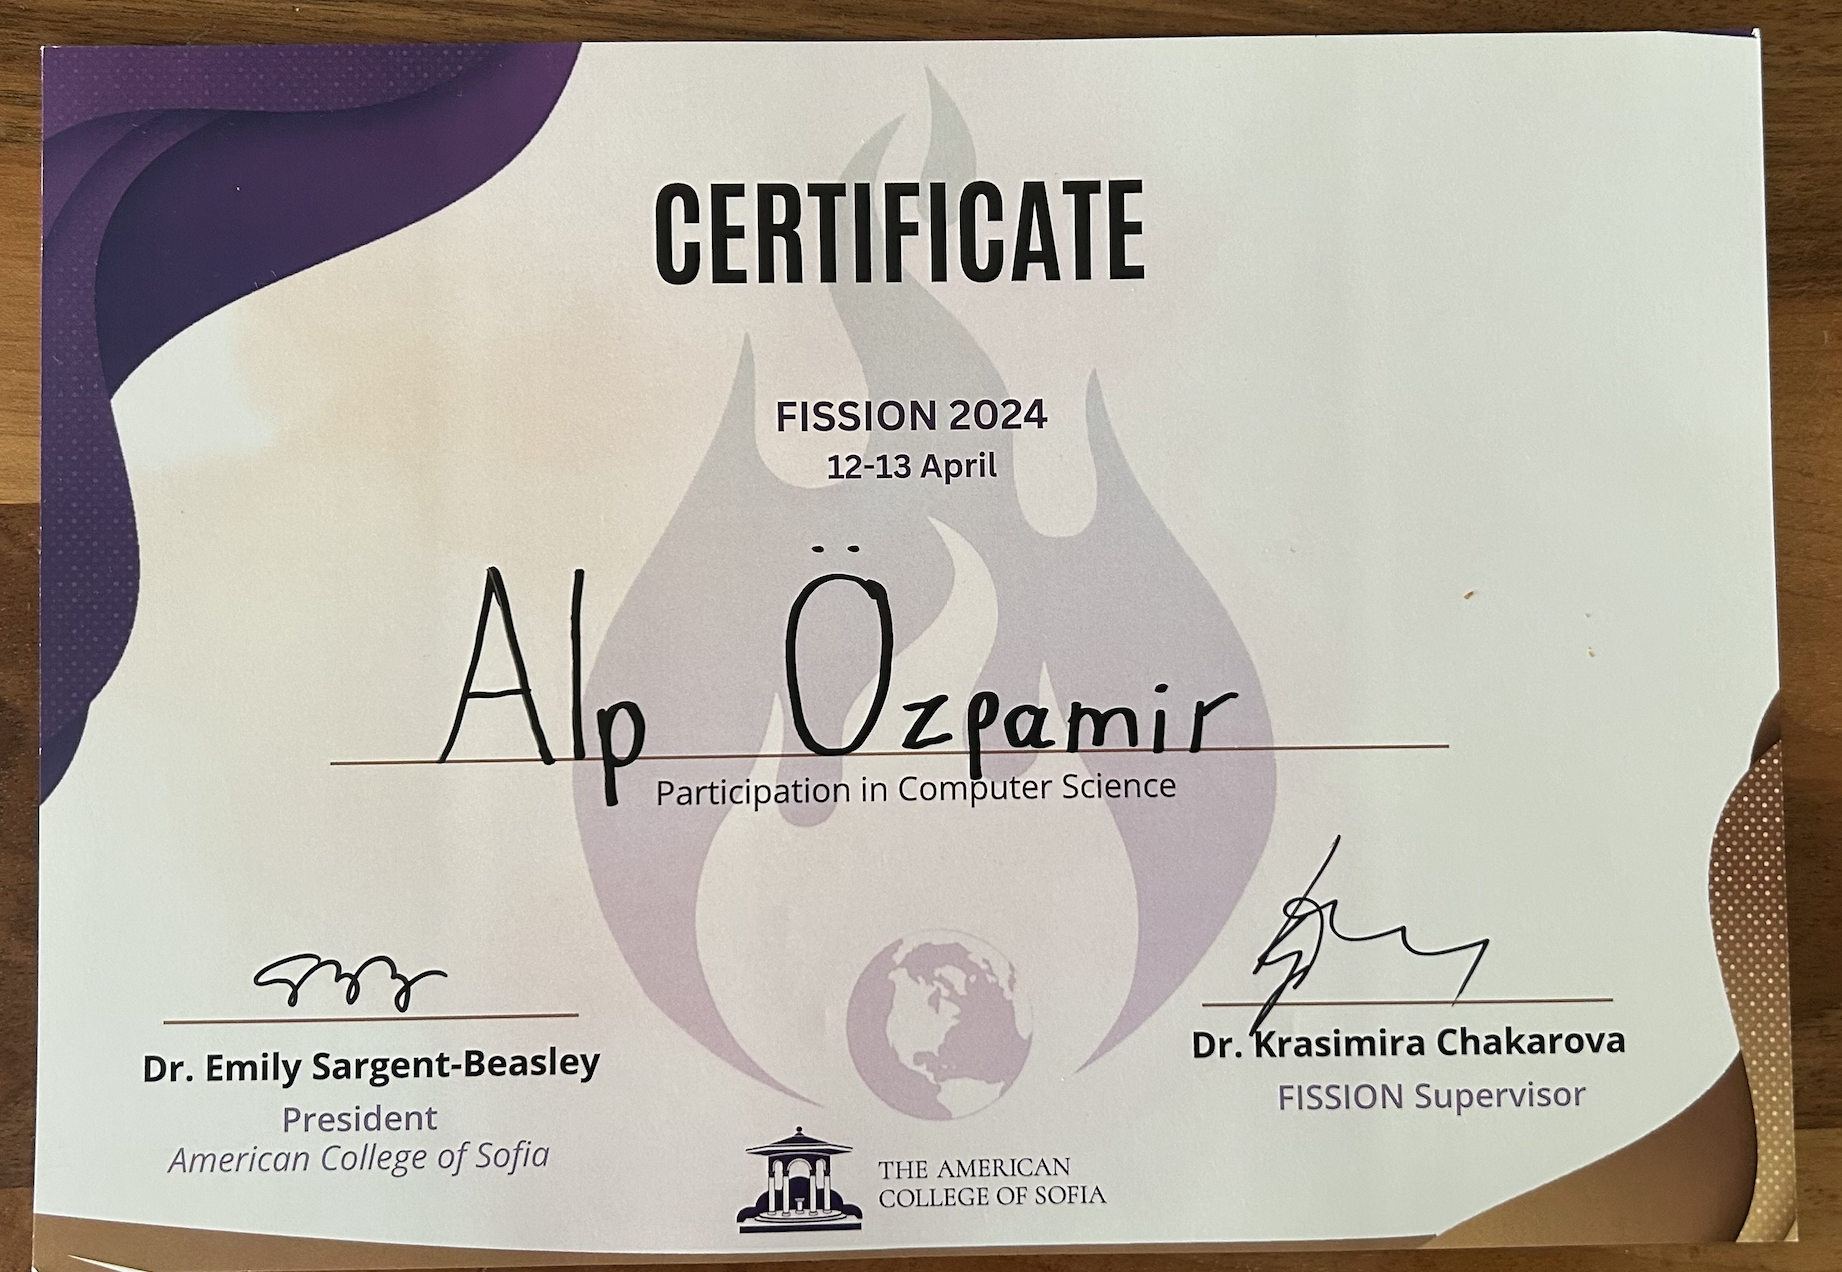 CERTIFICATE
FISSION 2024
12-13 April
Alp Özpamir
Participation in Computer Science
Dr. Emily Sargent-Beasley
President
American College of Sofia
Dr. Krasimira Chakarova
FISSION Supervisor
THE AMERICAN
COLLEGE OF SOFIA